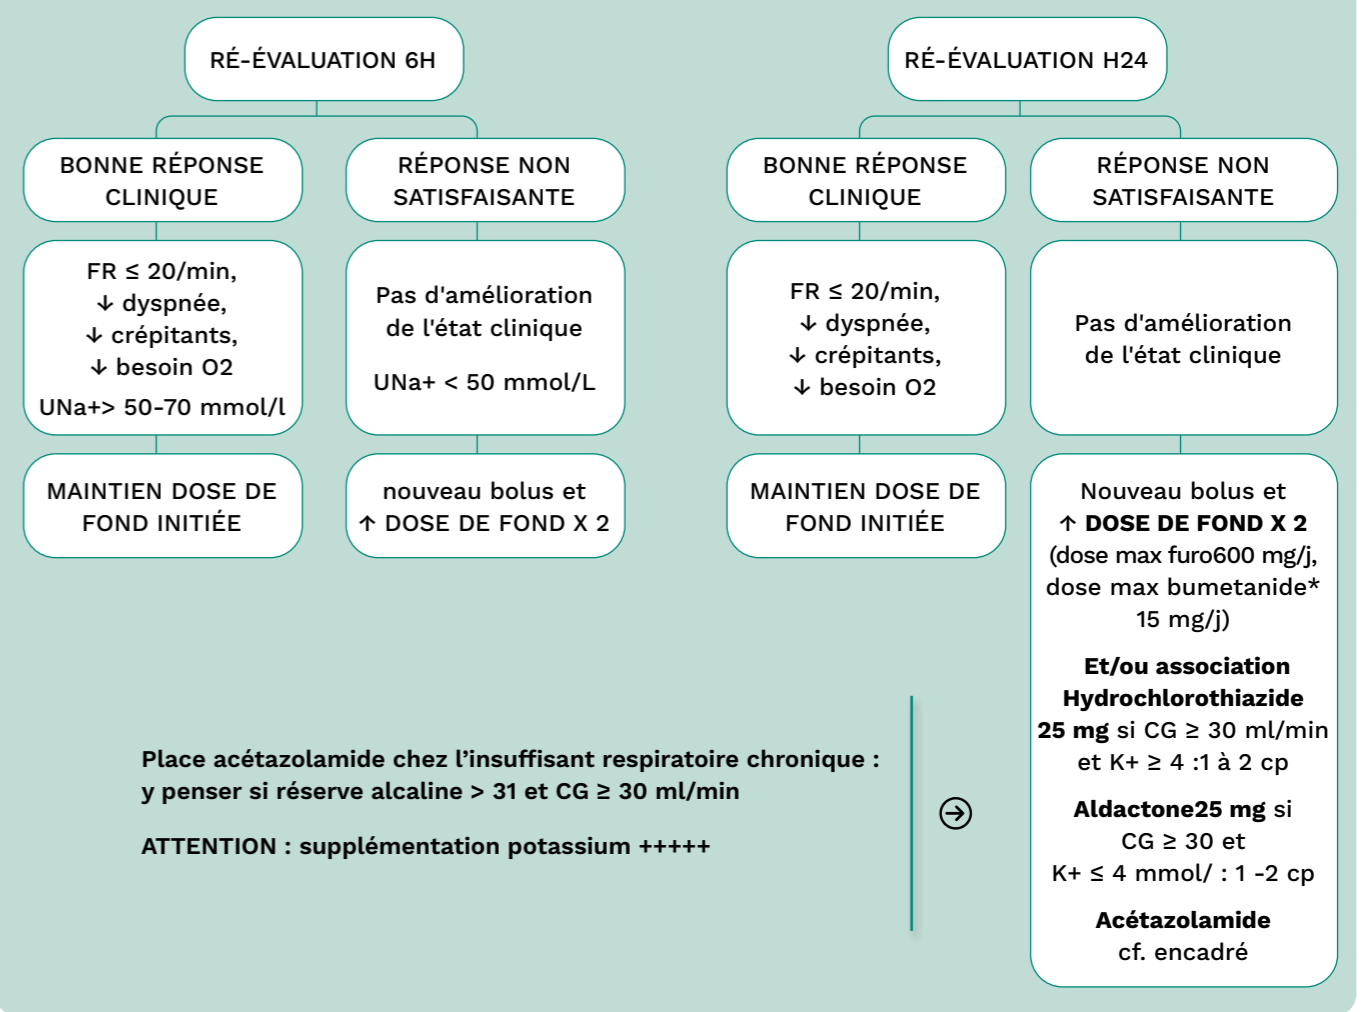 RÉ-ÉVALUATION 6H
BONNE RÉPONSE
CLINIQUE
FR ≤ 20/min,
↓ dyspnée,
↓ crépitants,
↓ besoin O2
UNa+> 50-70 mmol/l
MAINTIEN DOSE DE
FOND INITIÉE
RÉPONSE NON
SATISFAISANTE
Pas d'amélioration
de l'état clinique
UNa+ < 50 mmol/L
nouveau bolus et
↑ DOSE DE FOND X 2
RÉ-ÉVALUATION H24
BONNE RÉPONSE
CLINIQUE
FR ≤ 20/min,
↓ dyspnée,
↓ crépitants,
↓ besoin O2
MAINTIEN DOSE DE
FOND INITIÉE
RÉPONSE NON
SATISFAISANTE
Pas d'amélioration
de l'état clinique
Nouveau bolus et
↑ DOSE DE FOND X 2
(dose max furo600 mg/j,
dose max bumetanide*
15 mg/j)
Et/ou association
Hydrochlorothiazide
25 mg si CG ≥ 30 ml/min
et K+ ≥ 4 :1 à 2 cp
Aldactone25 mg si
CG ≥ 30 et
K+ ≤ 4 mmol/ : 1 -2 cp
Acétazolamide
cf. encadré
Place acétazolamide chez l’insuffisant respiratoire chronique :
y penser si réserve alcaline > 31 et CG ≥ 30 ml/min
ATTENTION : supplémentation potassium +++++